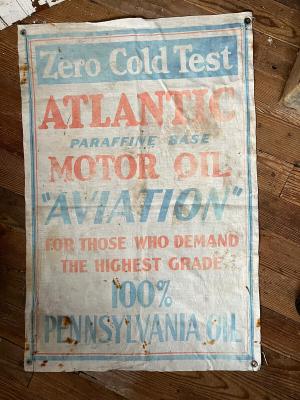 Zero Cold Test
ATLANTIC
PARAFFINE BASE
MOTOR OIL
"AVIATION"
FOR THOSE WHO DEMAND
THE HIGHEST GRADE
100%
PENNSYLVANIA OIL